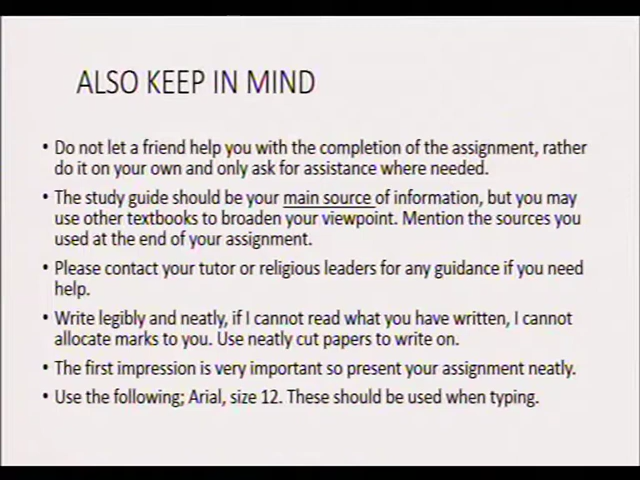 ALSO KEEP IN MIND
• Do not let a friend help you with the completion of the assignment, rather
do it on your own and only ask for assistance where needed.
• The study guide should be your main source of information, but you may
use other textbooks to broaden your viewpoint. Mention the sources you
used at the end of your assignment.
• Please contact your tutor or religious leaders for any guidance if you need
help.
• Write legibly and neatly, if I cannot read what you have written, I cannot
allocate marks to you. Use neatly cut papers to write on.
• The first impression is very important so present your assignment neatly.
• Use the following; Arial, size 12. These should be used when typing.